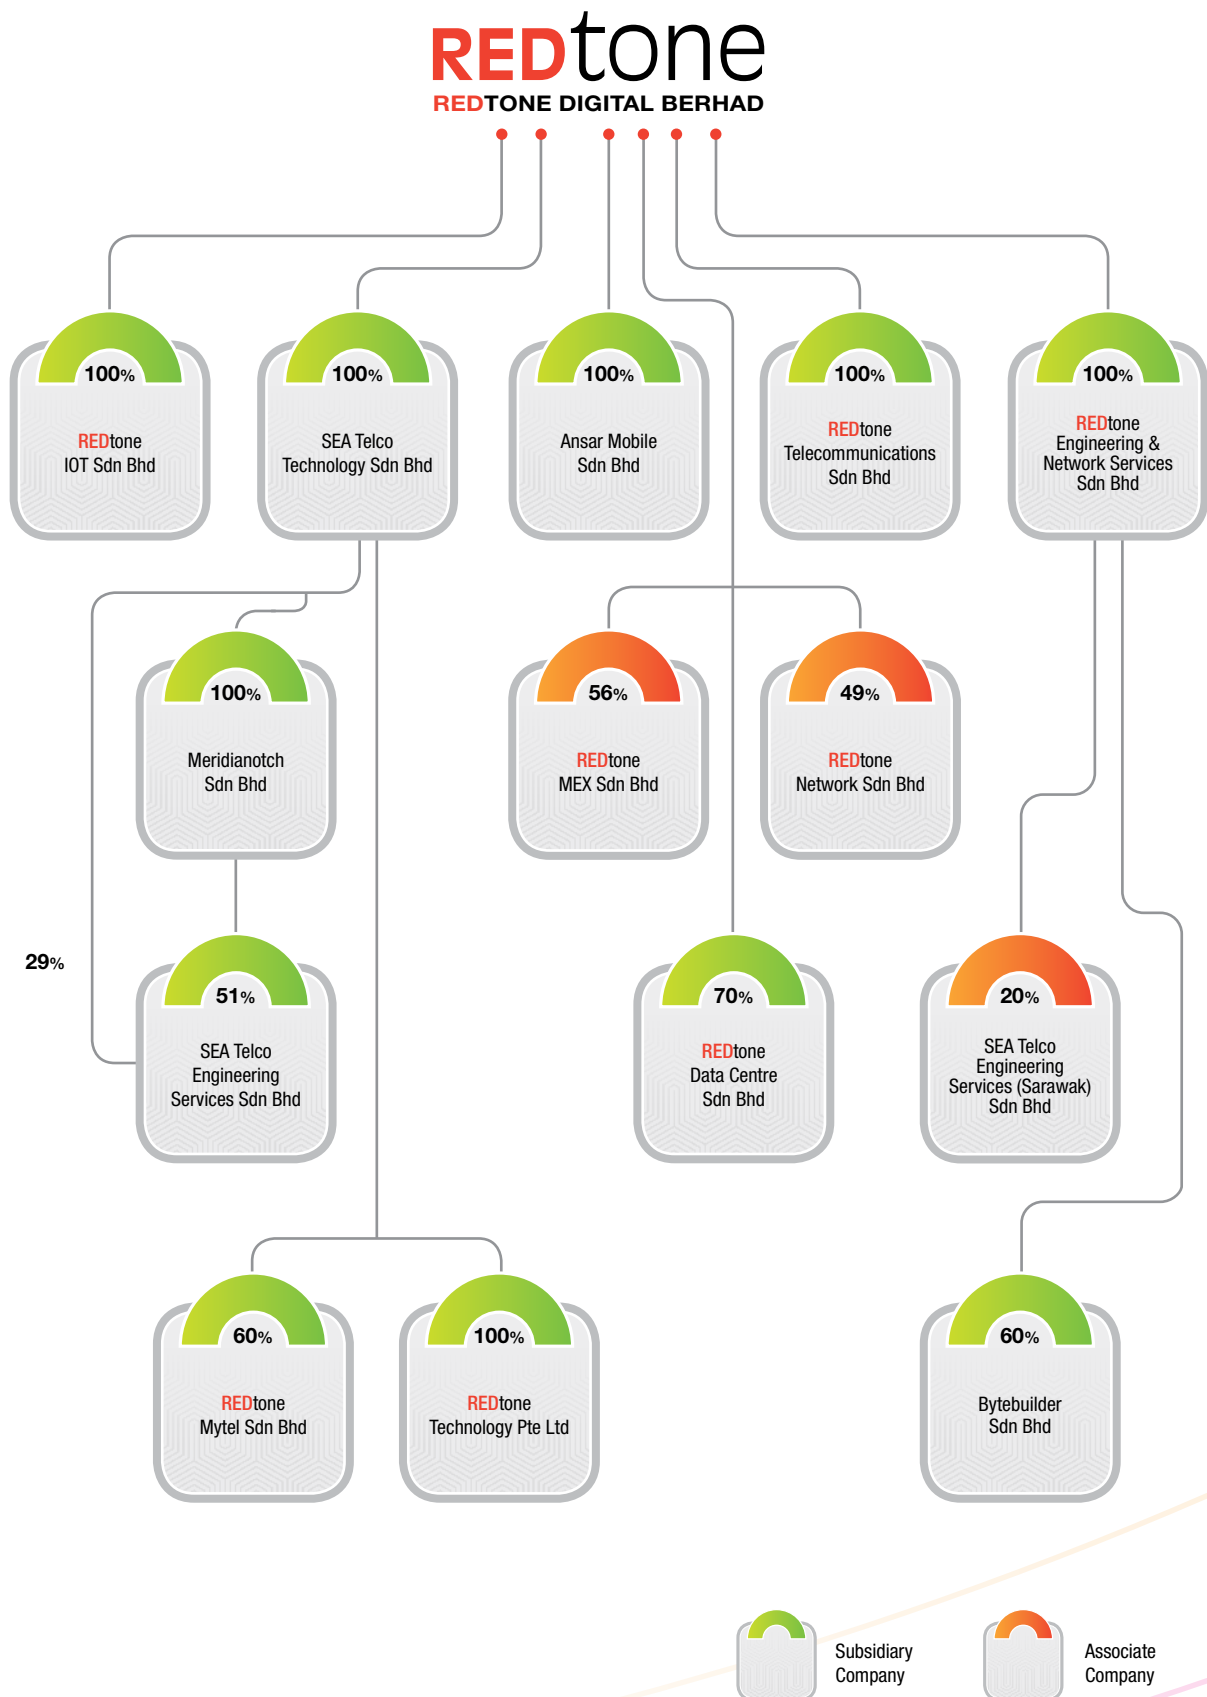 REDtone
REDTONE DIGITAL BERHAD
100%
REDtone
IOT Sdn Bhd
100%
SEA Telco
Technology Sdn Bhd
100%
Ansar Mobile
Sdn Bhd
100%
REDtone
Telecommunications
Sdn Bhd
100%
REDtone
Engineering &
Network Services
Sdn Bhd
100%
Meridianotch
Sdn Bhd
56%
REDtone
MEX Sdn Bhd
49%
REDtone
Network Sdn Bhd
29%
51%
SEA Telco
Engineering
Services Sdn Bhd
70%
REDtone
Data Centre
Sdn Bhd
20%
SEA Telco
Engineering
Services (Sarawak)
Sdn Bhd
60%
REDtone
Mytel Sdn Bhd
100%
REDtone
Technology Pte Ltd
60%
Bytebuilder
Sdn Bhd
Subsidiary
Company
Associate
Company